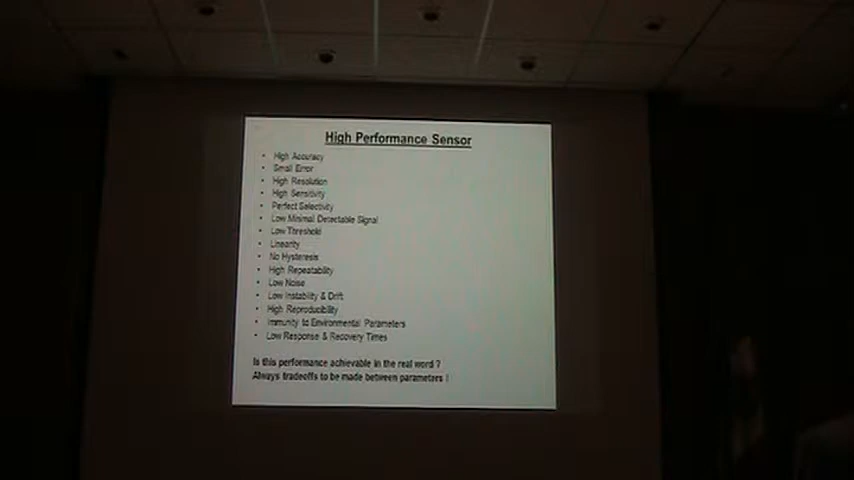 High Performance Sensor
• High Accuracy
• Small Error
• High Resolution
• High Sensitivity
• Perfect Selectivity
• Low Minimal Detectable Signal
• Low Threshold
• Linearity
• No Hysteresis
• High Repeatability
• Low Noise
• Low Instability & Drift
• High Reproducibility
• Immunity to Environmental Parameters
• Low Response & Recovery Times
Is this performance achievable in the real word ?
Always tradeoffs to be made between parameters !